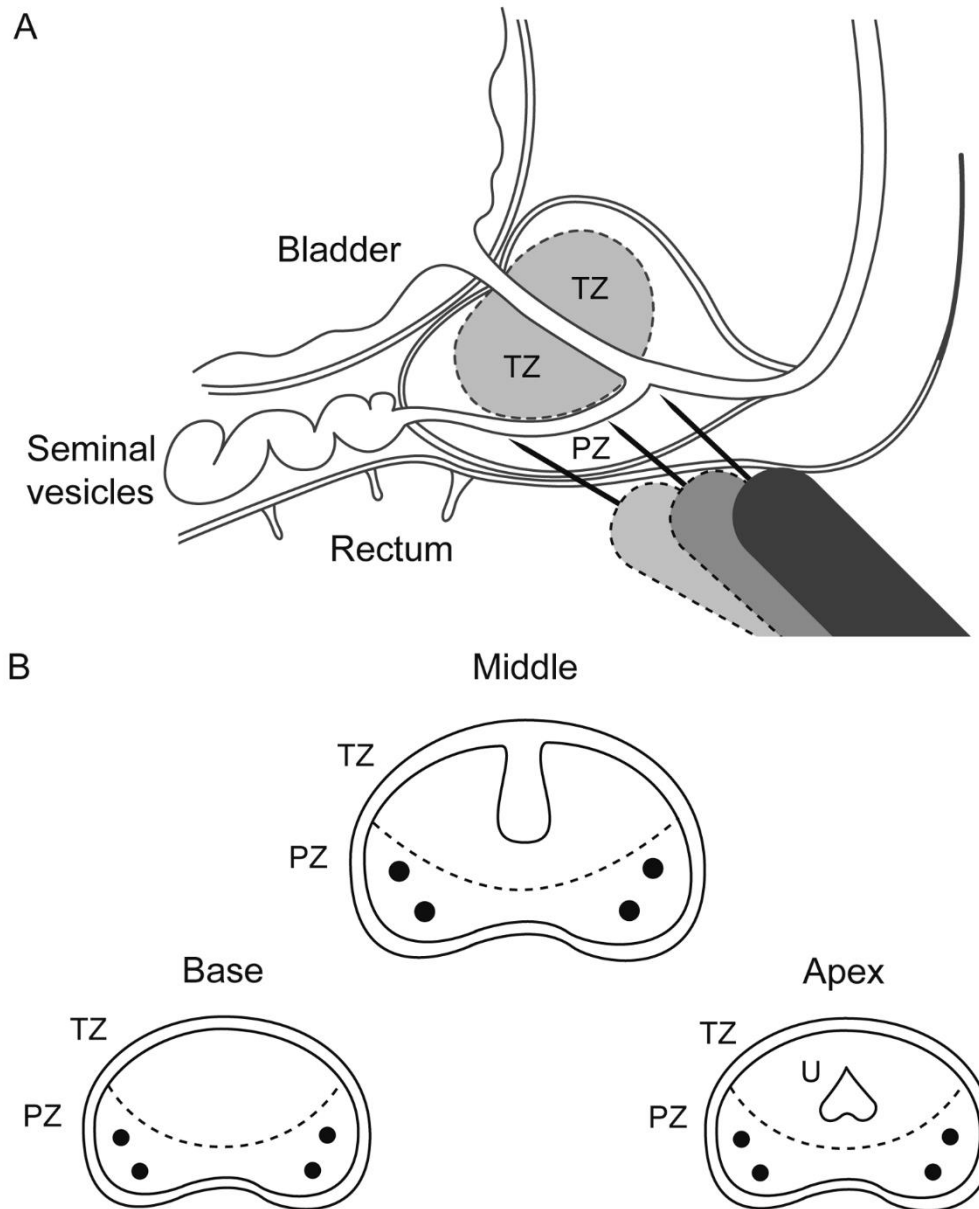 A
Bladder
TZ
TZ
PZ
Seminal
vesicles
Rectum
B
Middle
TZ
PZ
Base
TZ
PZ
Apex
TZ
U
PZ